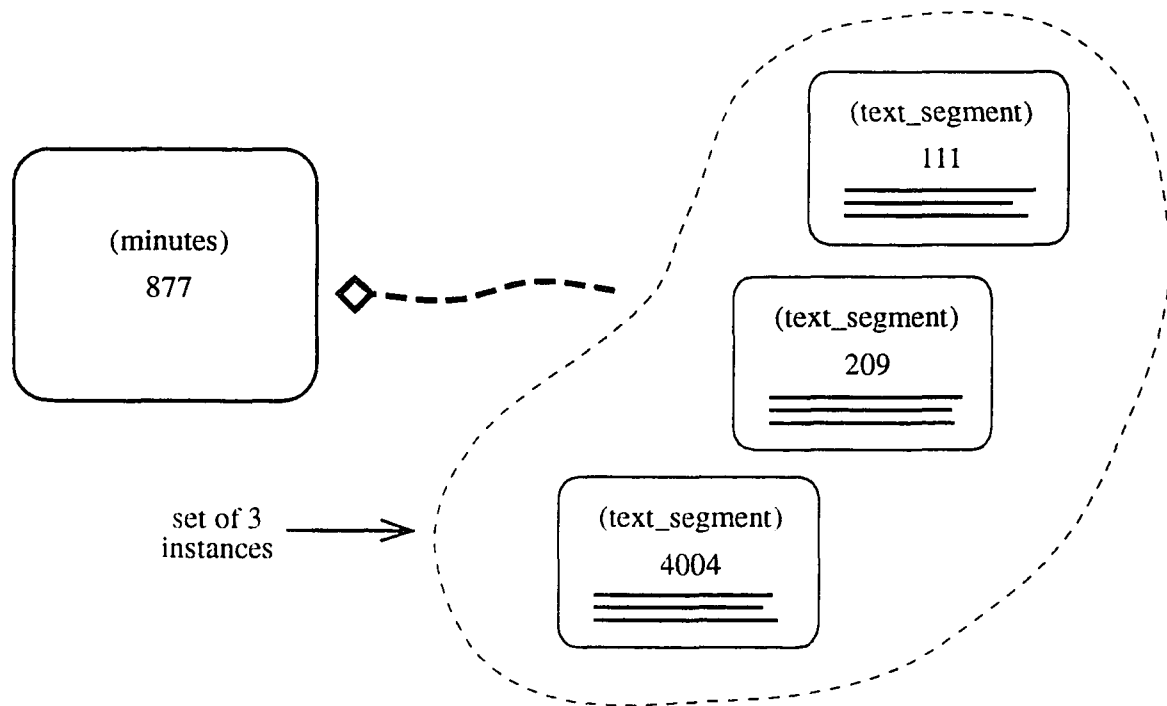 (text_segment)
111
(minutes)
877
(text_segment)
209
set of 3
instances
(text_segment)
4004